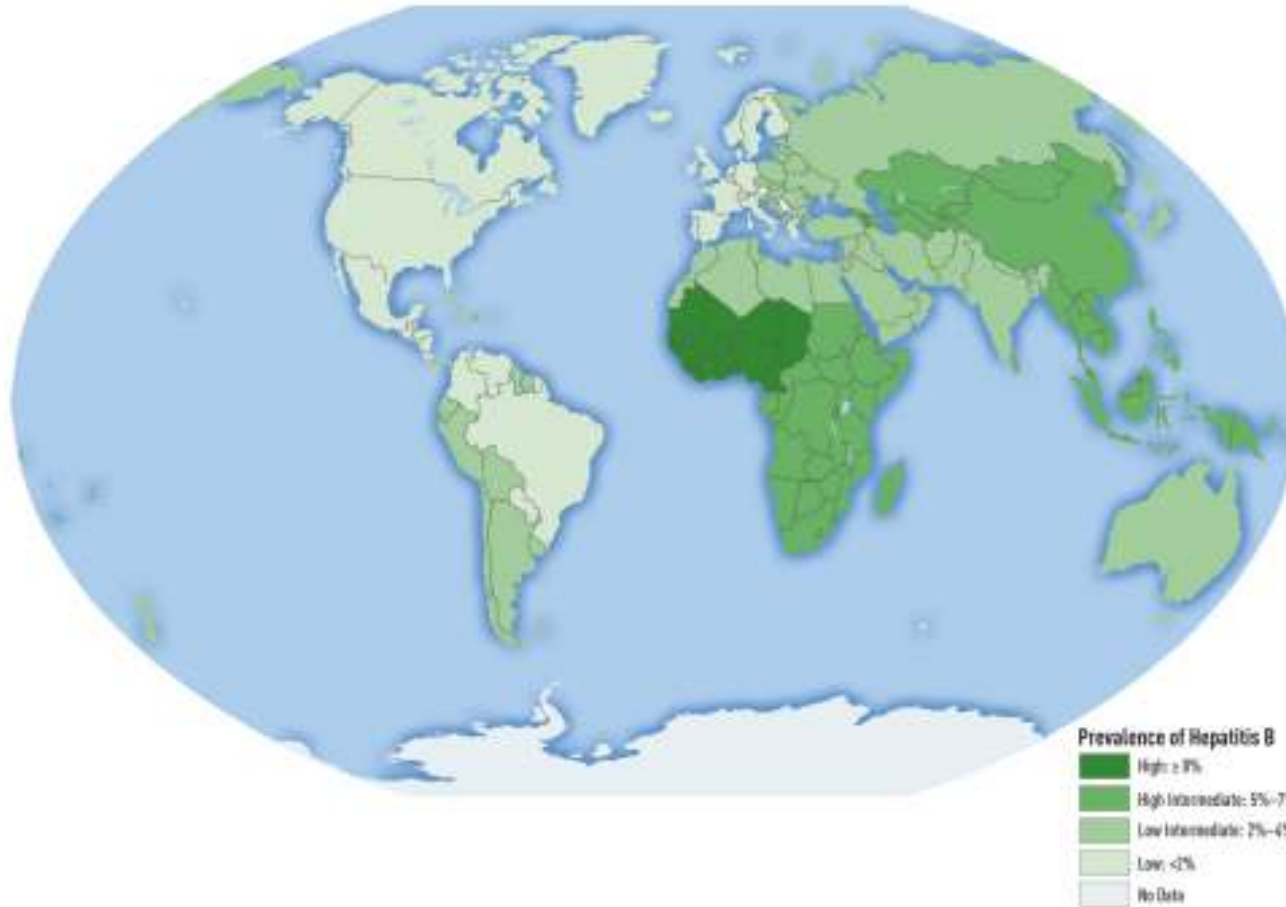 Prevalence of Hepatitis B
High: ≥ 8%
High Intermediate: 5%–7
Low Intermediate: 2%–4%
Low: <2%
No Data